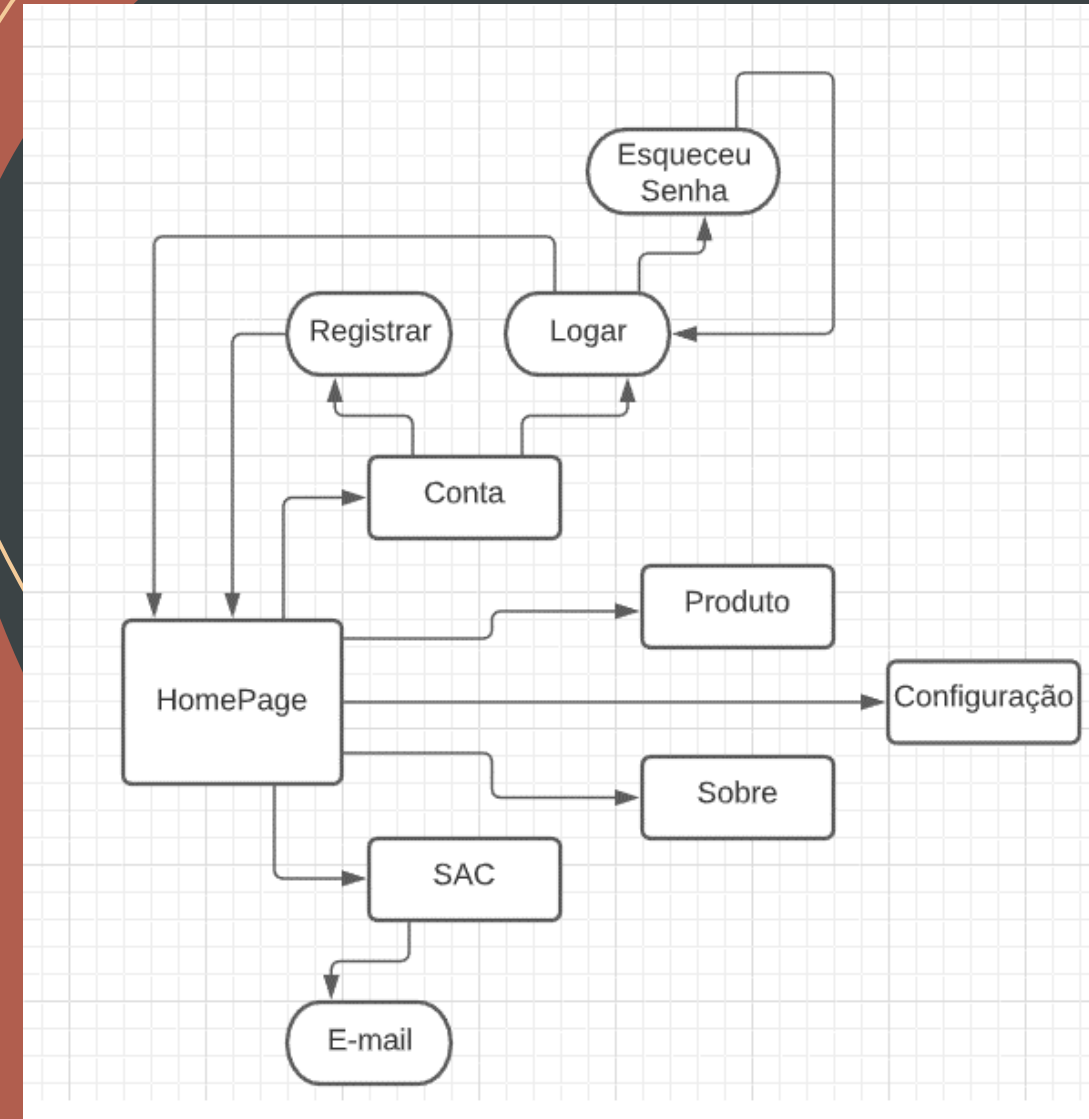 Esqueceu
Senha
Registrar
Logar
Conta
Produto
HomePage
Configuração
Sobre
SAC
E-mail